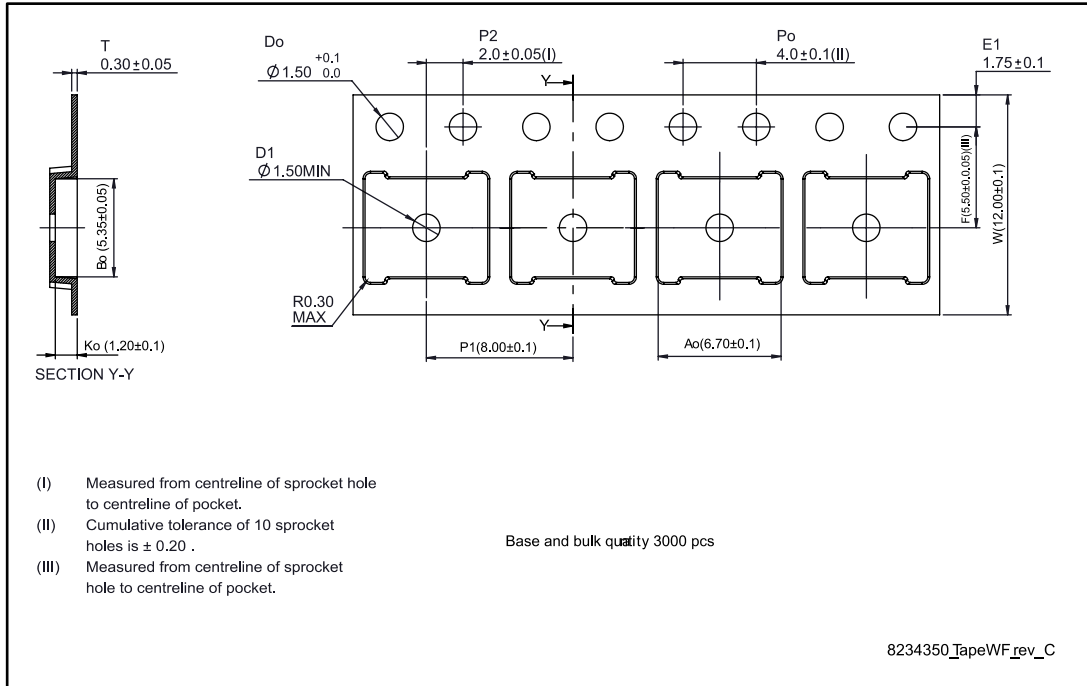 T
0.30±0.05
Do
Ø1.50 +0.1 0.0
P2
2.0±0.05(I)
Po
4.0±0.1(II)
E1
1.75±0.1
Y
D1
Ø1.50MIN
Bo (5.35±0.05)
F(5.50±0.0.05)(III)
W(12.00±0.1)
R0.30
MAX
Y
P1(8.00±0.1)
Ao(6.70±0.1)
Ko (1.20±0.1)
SECTION Y-Y
(I) Measured from centreline of sprocket hole
to centreline of pocket.
(II) Cumulative tolerance of 10 sprocket
holes is ± 0.20 .
(III) Measured from centreline of sprocket
hole to centreline of pocket.
Base and bulk quatity 3000 pcs
8234350_TapeWF_rev_C